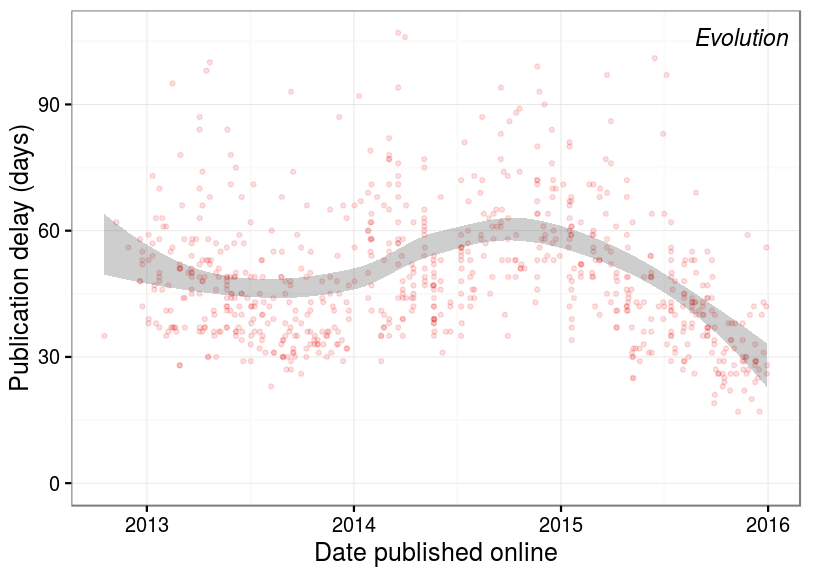 Evolution
Publication delay (days)
90
60
30
0
2013 2014 2015 2016
Date published online